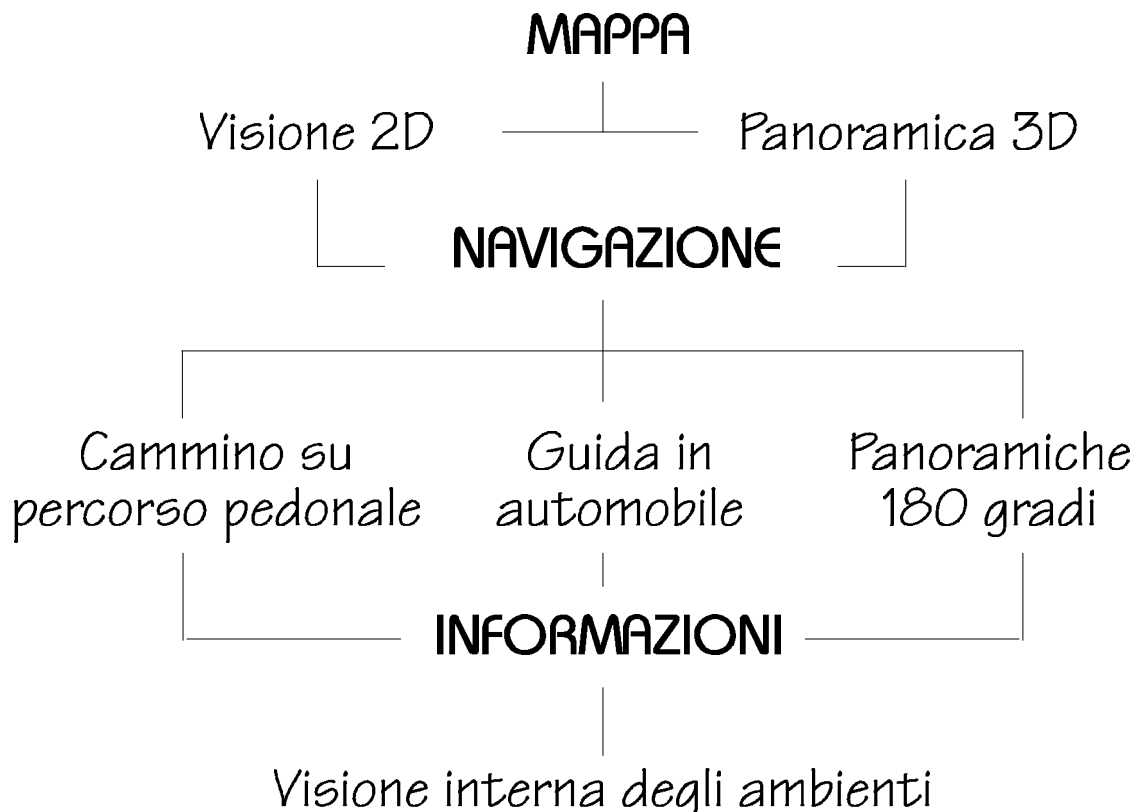 MAPPA
Visione 2D
Panoramica 3D
NAVIGAZIONE
Cammino su
percorso pedonale
Guida in
automobile
Panoramiche
180 gradi
INFORMAZIONI
Visione interna degli ambienti